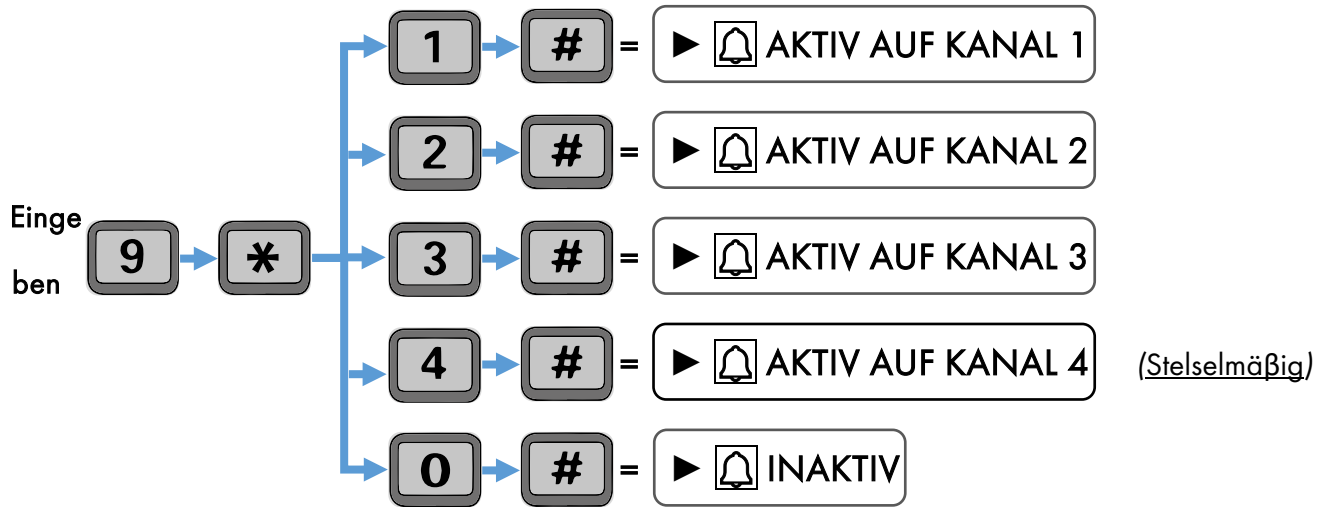 1 # = ► AKTIV AUF KANAL 1
2 # = ► AKTIV AUF KANAL 2
Einge
ben
9 *
3 # = ► AKTIV AUF KANAL 3
4 # = ► AKTIV AUF KANAL 4 (Stelselmäβig)
0 # = ► INAKTIV